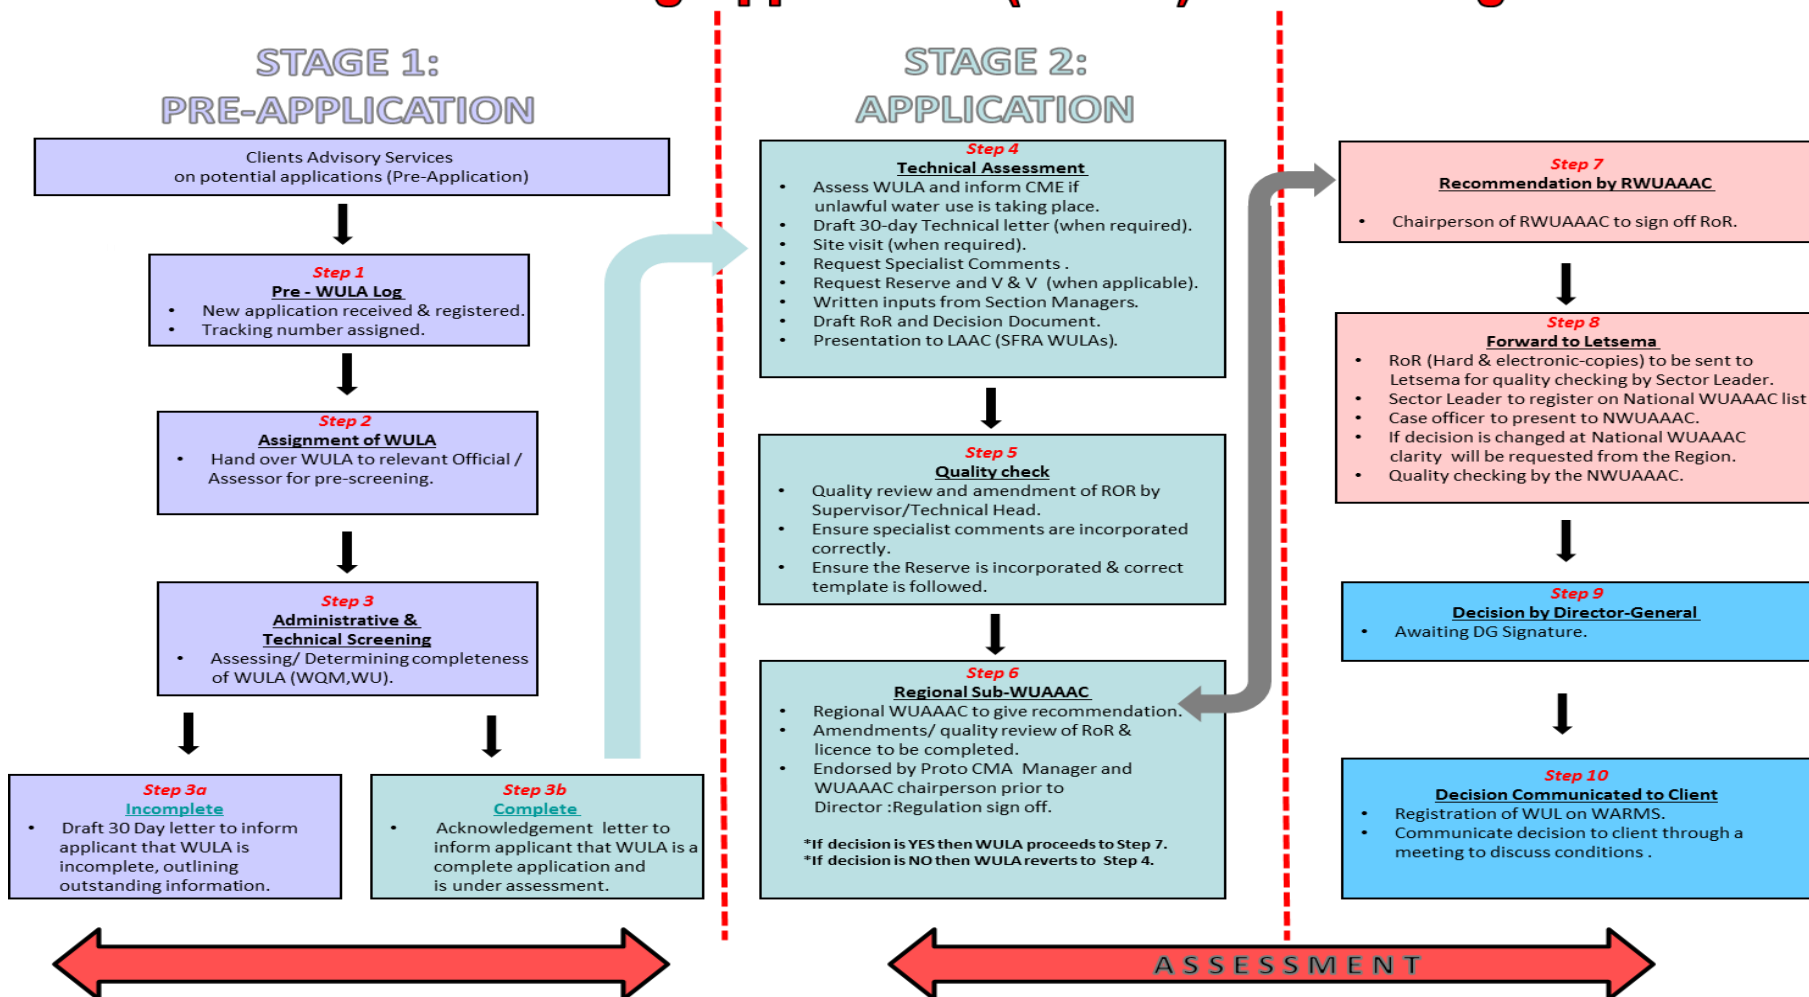 STAGE 1:
PRE-APPLICATION
Clients Advisory Services
on potential applications (Pre-Application)
Step 1
Pre - WULA Log
• New application received & registered.
• Tracking number assigned.
Step 2
Assignment of WULA
• Hand over WULA to relevant Official /
Assessor for pre-screening.
Step 3
Administrative &
Technical Screening
• Assessing/ Determining completeness
of WULA (WQM,WU).
Step 3a
Incomplete
• Draft 30 Day letter to inform
applicant that WULA is
incomplete, outlining
outstanding information.
Step 3b
Complete
• Acknowledgement letter to
inform applicant that WULA is a
complete application and
is under assessment.
STAGE 2:
APPLICATION
Step 4
Technical Assessment
• Assess WULA and inform CME if
unlawful water use is taking place.
• Draft 30-day Technical letter (when required).
• Site visit (when required).
• Request Specialist Comments .
• Request Reserve and V & V (when applicable).
• Written inputs from Section Managers.
• Draft RoR and Decision Document.
• Presentation to LAAC (SFRA WULAs).
Step 5
Quality check
• Quality review and amendment of ROR by
Supervisor/Technical Head.
• Ensure specialist comments are incorporated
correctly.
• Ensure the Reserve is incorporated & correct
template is followed.
Step 6
Regional Sub-WUAAAC
• Regional WUAAAC to give recommendation.
• Amendments/ quality review of RoR &
licence to be completed.
• Endorsed by Proto CMA Manager and
WUAAAC chairperson prior to
Director :Regulation sign off.
*If decision is YES then WULA proceeds to Step 7.
*If decision is NO then WULA reverts to Step 4.
Step 7
Recommendation by RWUAAAC
• Chairperson of RWUAAAC to sign off RoR.
Step 8
Forward to Letsema
• RoR (Hard & electronic-copies) to be sent to
Letsema for quality checking by Sector Leader.
• Sector Leader to register on National WUAAAC list
• Case officer to present to NWUAAAC.
• If decision is changed at National WUAAAC
clarity will be requested from the Region.
• Quality checking by the NWUAAAC.
Step 9
Decision by Director-General
• Awaiting DG Signature.
Step 10
Decision Communicated to Client
• Registration of WUL on WARMS.
• Communicate decision to client through a
meeting to discuss conditions .
ASSESSMENT